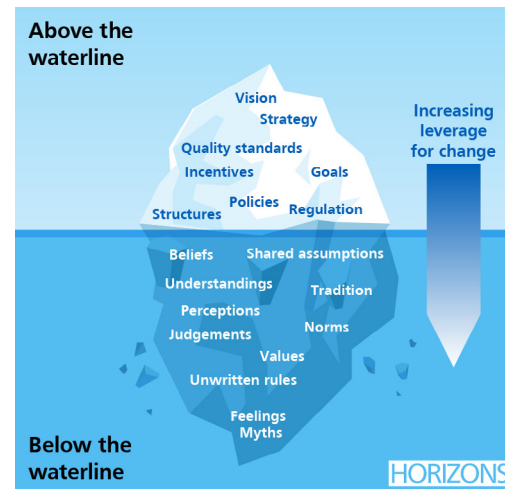 Above the
waterline
Vision
Strategy
Quality standards
Incentives
Goals
Policies
Structures
Regulation
Increasing
leverage
for change
Beliefs
Shared assumptions
Understandings
Tradition
Perceptions
Norms
Judgements
Values
Unwritten rules
Feelings
Myths
Below the
waterline
HORIZONS